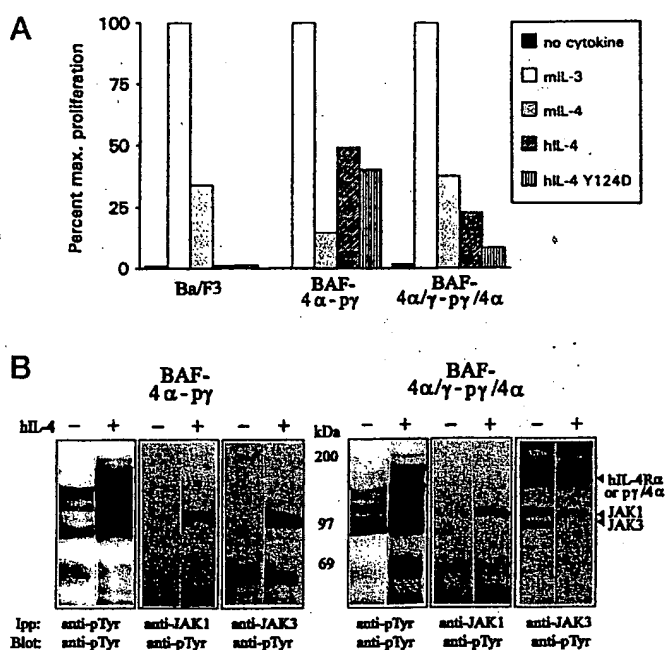 A
Percent max. proliferation
100
75
50
25
0
Ba/F3
BAF-
4α-pγ
BAF-
4α/γ-pγ/4α
no cytokine
mIL-3
mIL-4
hIL-4
hIL-4 Y124D
B
BAF-
4α-pγ
BAF-
4α/γ-pγ/4α
hIL-4 − + − + − + kDa − + − + − +
200
97
69
hIL-4Rα
or pγ/4α
JAK1
JAK3
Ipp: anti-pTyr anti-JAK1 anti-JAK3 anti-pTyr anti-JAK1 anti-JAK3
Blot: anti-pTyr anti-pTyr anti-pTyr anti-pTyr anti-pTyr anti-pTyr